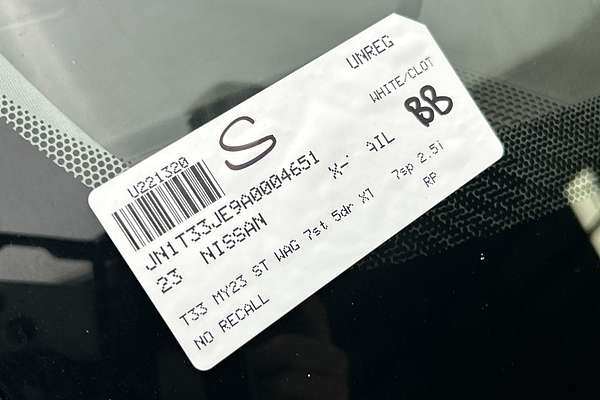 UNREG
WHITE/CLOT
S
BB
U221320
JN1T33JE9A0004651
23 NISSAN X- AIL
T33 MY23 ST WAG 7st 5dr X7 7sp 2.5i
NO RECALL RP